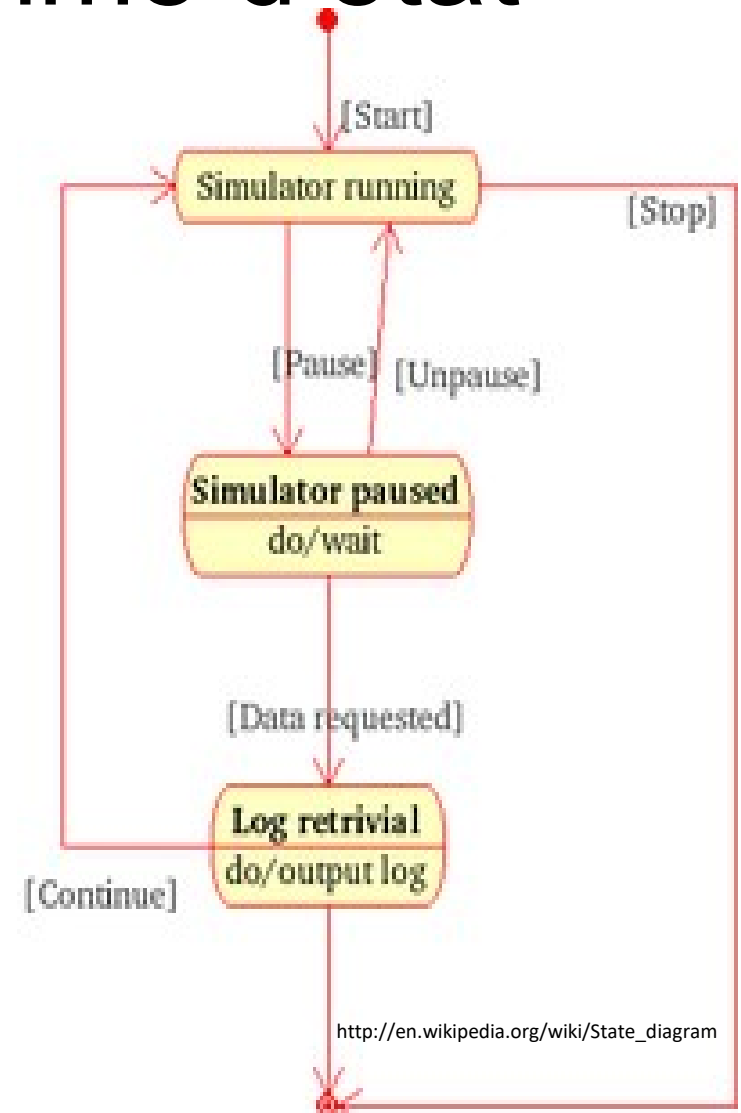 d'état
[Start]
Simulator running
[Stop]
[Pause]
[Unpause]
Simulator paused
do/wait
[Data requested]
Log retrivial
do/output log
[Continue]
http://en.wikipedia.org/wiki/State_diagram